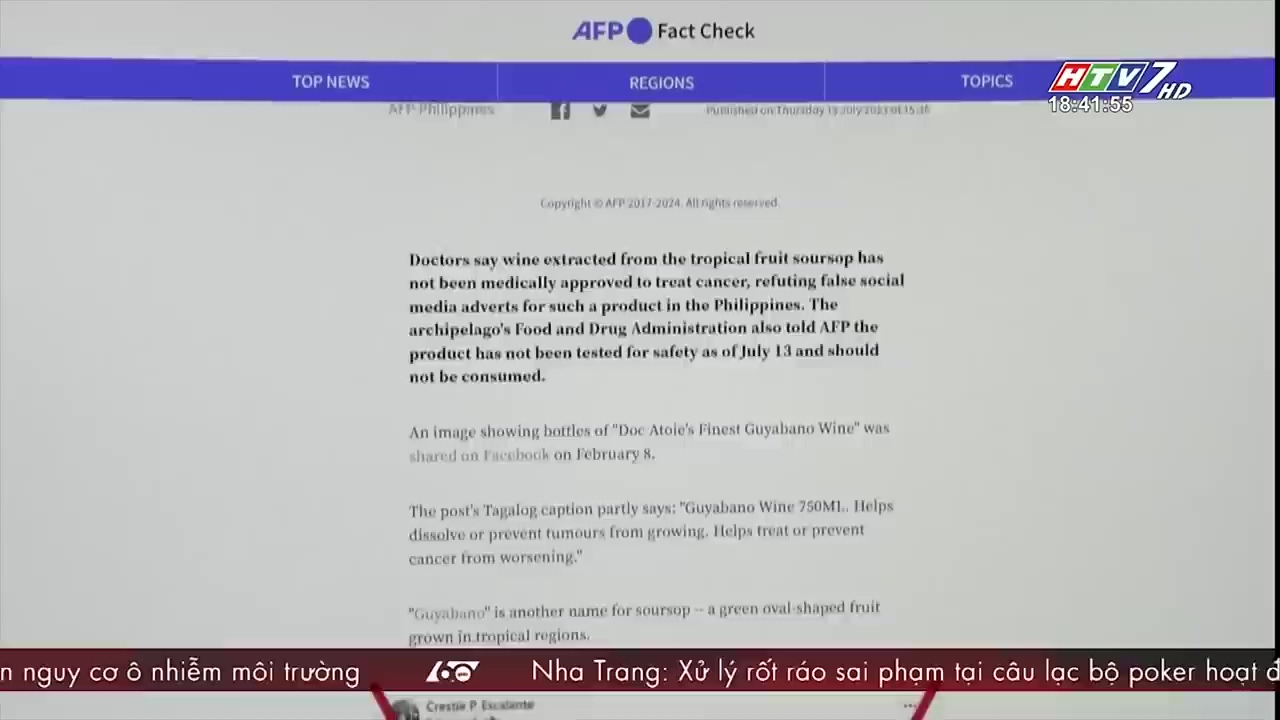 AFP Fact Check
TOP NEWS
REGIONS
TOPICS
HTV7 HD
18:41:55
AFP Philippines
Published on Thursday 13 July 2023
Copyright © AFP 2017-2024. All rights reserved.
Doctors say wine extracted from the tropical fruit soursop has
not been medically approved to treat cancer, refuting false social
media adverts for such a product in the Philippines. The
archipelago's Food and Drug Administration also told AFP the
product has not been tested for safety as of July 13 and should
not be consumed.
An image showing bottles of "Doc Atoie's Finest Guyabano Wine" was
shared on Facebook on February 8.
The post's Tagalog caption partly says: "Guyabano Wine 750ML. Helps
dissolve or prevent tumours from growing. Helps treat or prevent
cancer from worsening."
"Guyabano" is another name for soursop -- a green oval-shaped fruit
grown in tropical regions.
n nguy cơ ô nhiễm môi trường
60
Nha Trang: Xử lý rốt ráo sai phạm tại câu lạc bộ poker hoạt đ
Crestie P Escalante